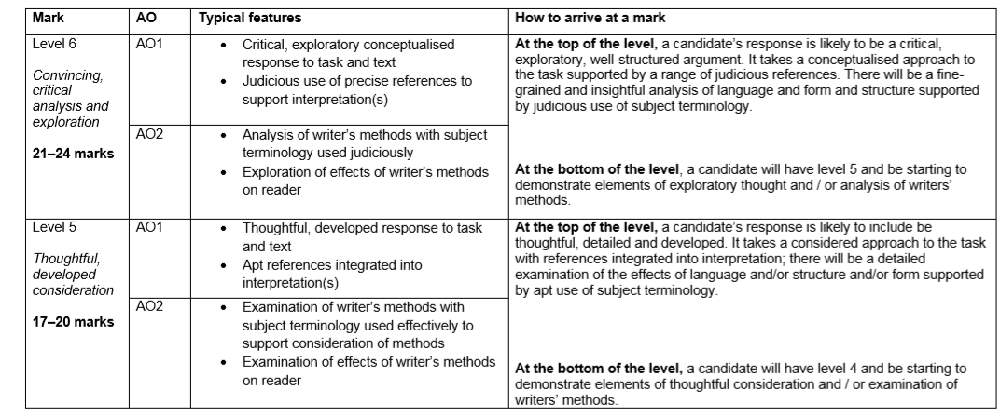 Mark AO Typical features How to arrive at a mark
Level 6
Convincing,
critical
analysis and
exploration
21–24 marks
AO1
• Critical, exploratory conceptualised
response to task and text
• Judicious use of precise references to
support interpretation(s)
At the top of the level, a candidate's response is likely to be a critical,
exploratory, well-structured argument. It takes a conceptualised approach to
the task supported by a range of judicious references. There will be a fine-
grained and insightful analysis of language and form and structure supported
by judicious use of subject terminology.
AO2
• Analysis of writer's methods with subject
terminology used judiciously
• Exploration of effects of writer's methods
on reader
At the bottom of the level, a candidate will have level 5 and be starting to
demonstrate elements of exploratory thought and / or analysis of writers'
methods.
Level 5
Thoughtful,
developed
consideration
17–20 marks
AO1
• Thoughtful, developed response to task
and text
• Apt references integrated into
interpretation(s)
At the top of the level, a candidate's response is likely to include be
thoughtful, detailed and developed. It takes a considered approach to the task
with references integrated into interpretation; there will be a detailed
examination of the effects of language and/or structure and/or form supported
by apt use of subject terminology.
AO2
• Examination of writer's methods with
subject terminology used effectively to
support consideration of methods
• Examination of effects of writer's methods
on reader
At the bottom of the level, a candidate will have level 4 and be starting to
demonstrate elements of thoughtful consideration and / or examination of
writers' methods.